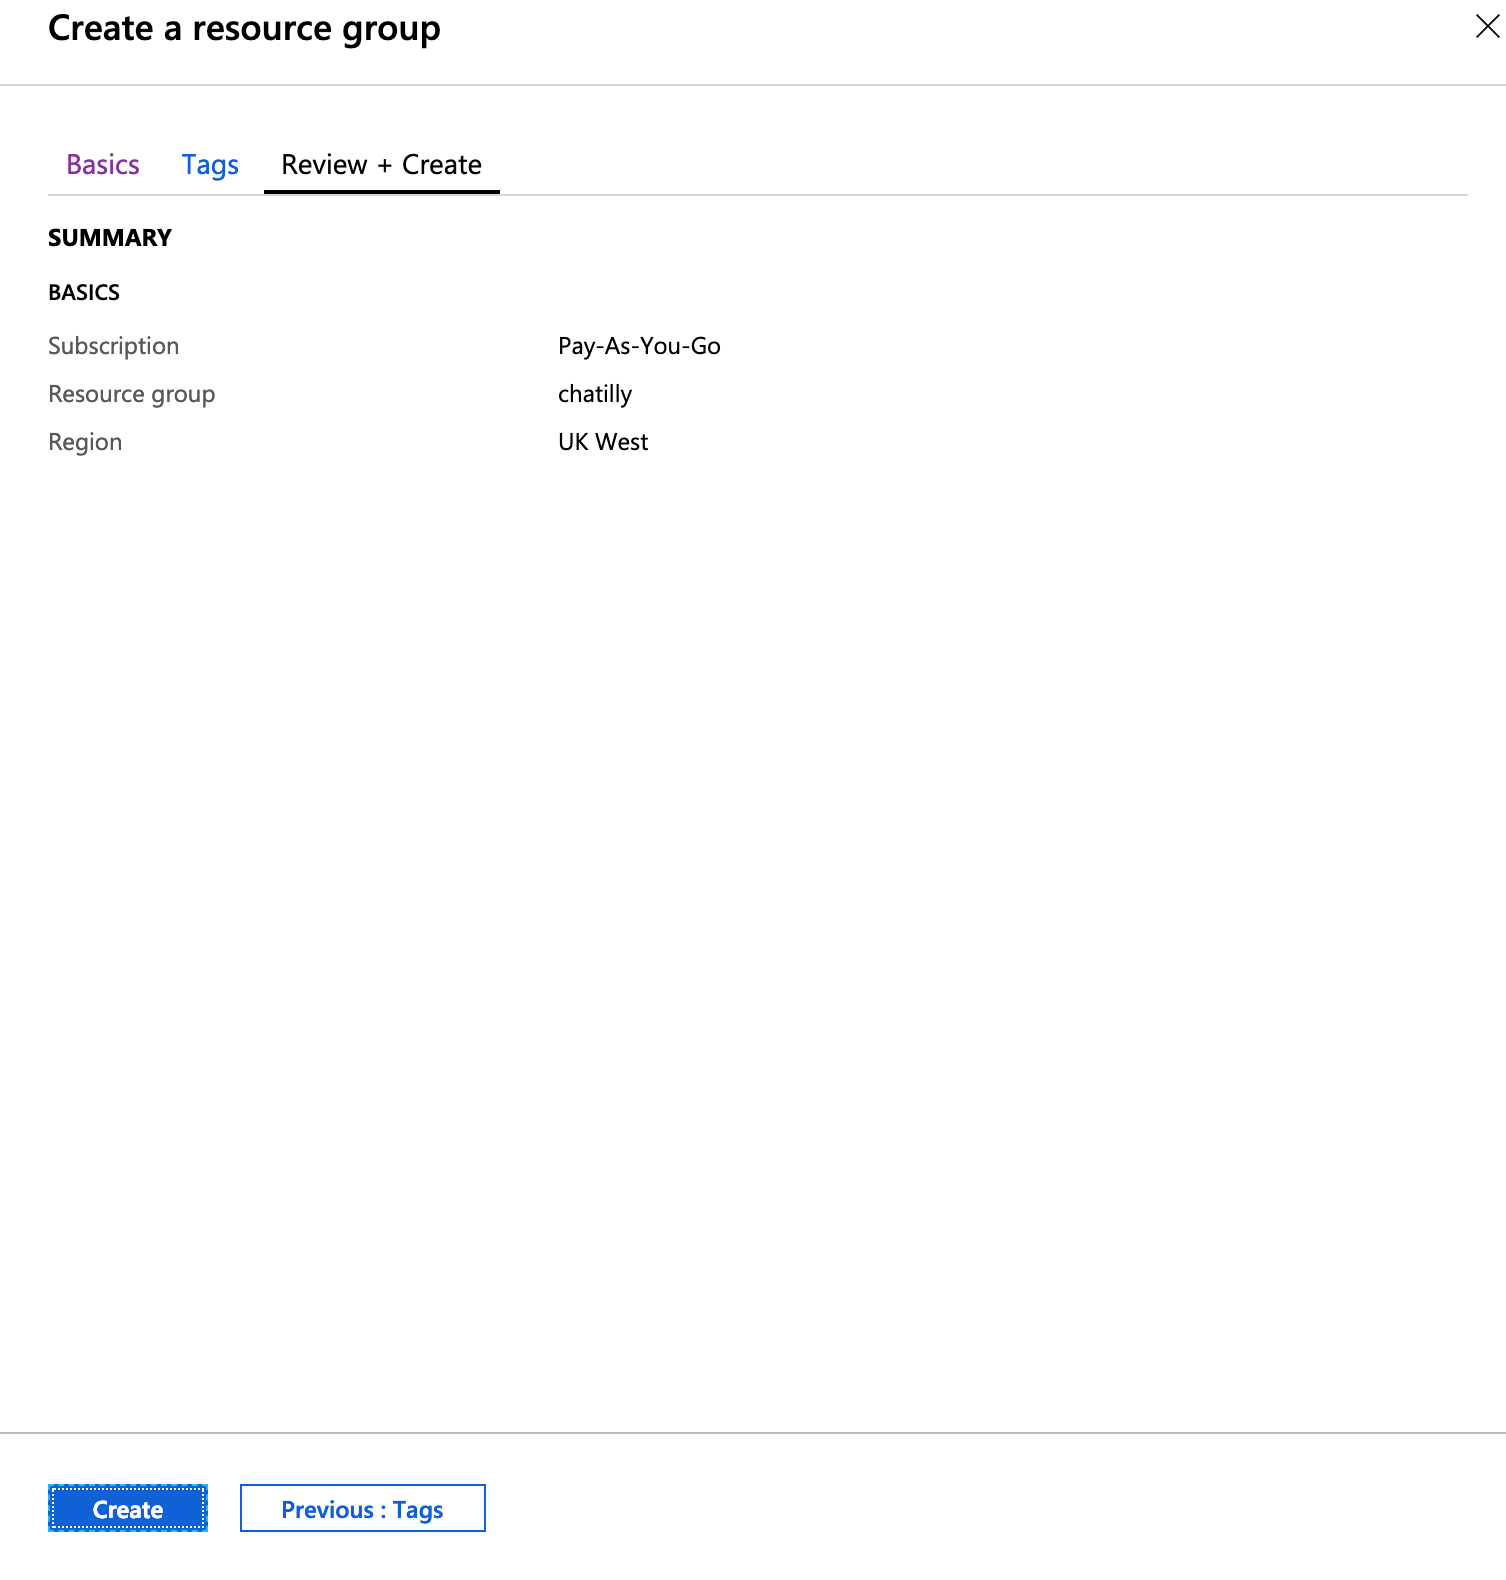 Create a resource group
Basics Tags Review + Create
SUMMARY
BASICS
Subscription Pay-As-You-Go
Resource group chatilly
Region UK West
Create Previous : Tags